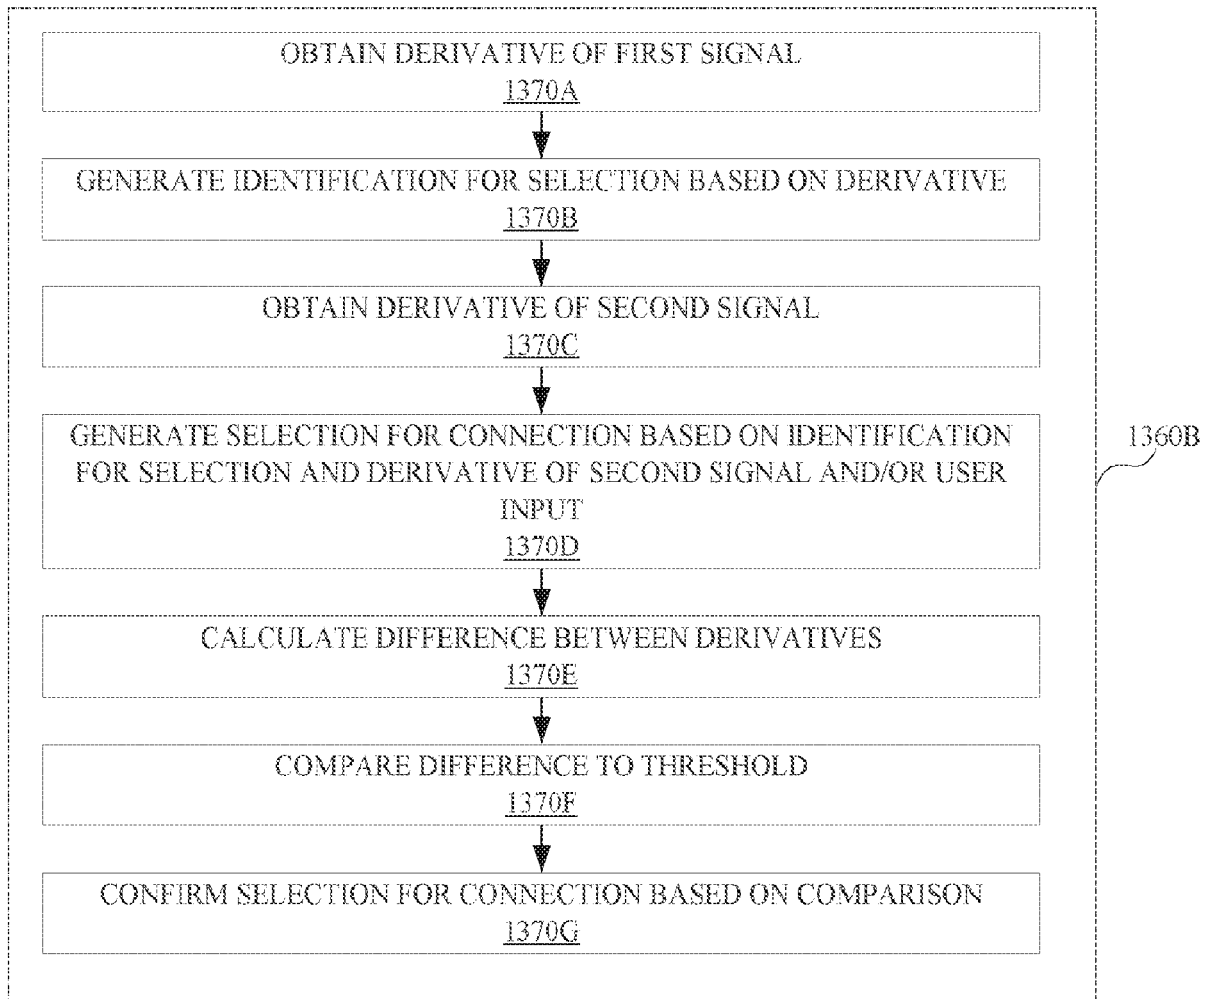 OBTAIN DERIVATIVE OF FIRST SIGNAL
1370A
GENERATE IDENTIFICATION FOR SELECTION BASED ON DERIVATIVE
1370B
OBTAIN DERIVATIVE OF SECOND SIGNAL
1370C
GENERATE SELECTION FOR CONNECTION BASED ON IDENTIFICATION
FOR SELECTION AND DERIVATIVE OF SECOND SIGNAL AND/OR USER
INPUT
1370D
1360B
CALCULATE DIFFERENCE BETWEEN DERIVATIVES
1370E
COMPARE DIFFERENCE TO THRESHOLD
1370F
CONFIRM SELECTION FOR CONNECTION BASED ON COMPARISON
1370G